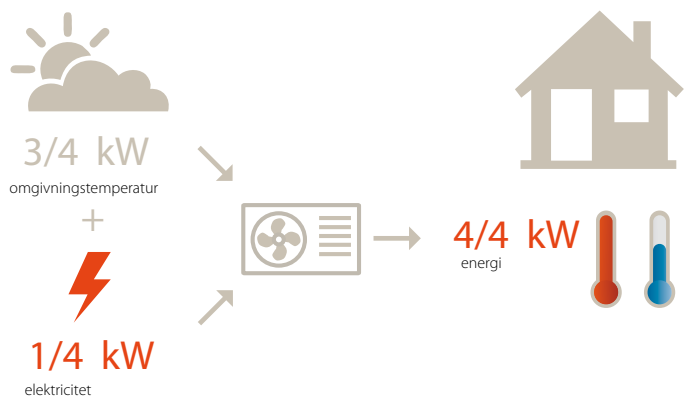 3/4 kW
omgivningstemperatur
+
1/4 kW
elektricitet
4/4 kW
energi